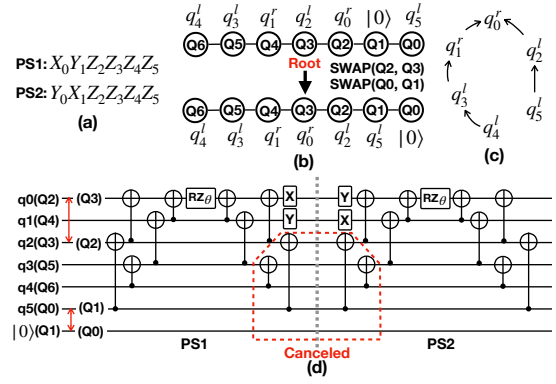 PS1: X₀Y₁Z₂Z₃Z₄Z₅
PS2: Y₀X₁Z₂Z₃Z₄Z₅
(a)
q₄ˡ q₃ˡ q₁ʳ q₂ˡ q₀ʳ |0⟩ q₅ˡ
Q6 Q5 Q4 Q3 Q2 Q1 Q0
Root SWAP(Q2, Q3)
SWAP(Q0, Q1)
Q6 Q5 Q4 Q3 Q2 Q1 Q0
q₄ˡ q₃ˡ q₁ʳ q₀ʳ q₂ˡ q₅ˡ |0⟩
(b)
q₀ʳ
q₁ʳ q₂ˡ
q₃ˡ q₅ˡ
q₄ˡ
(c)
q0(Q2) (Q3) RZθ X Y RZθ
q1(Q4) Y X
q2(Q3) (Q2)
q3(Q5)
q4(Q6)
q5(Q0) (Q1)
|0⟩(Q1) (Q0)
PS1 Canceled PS2
(d)